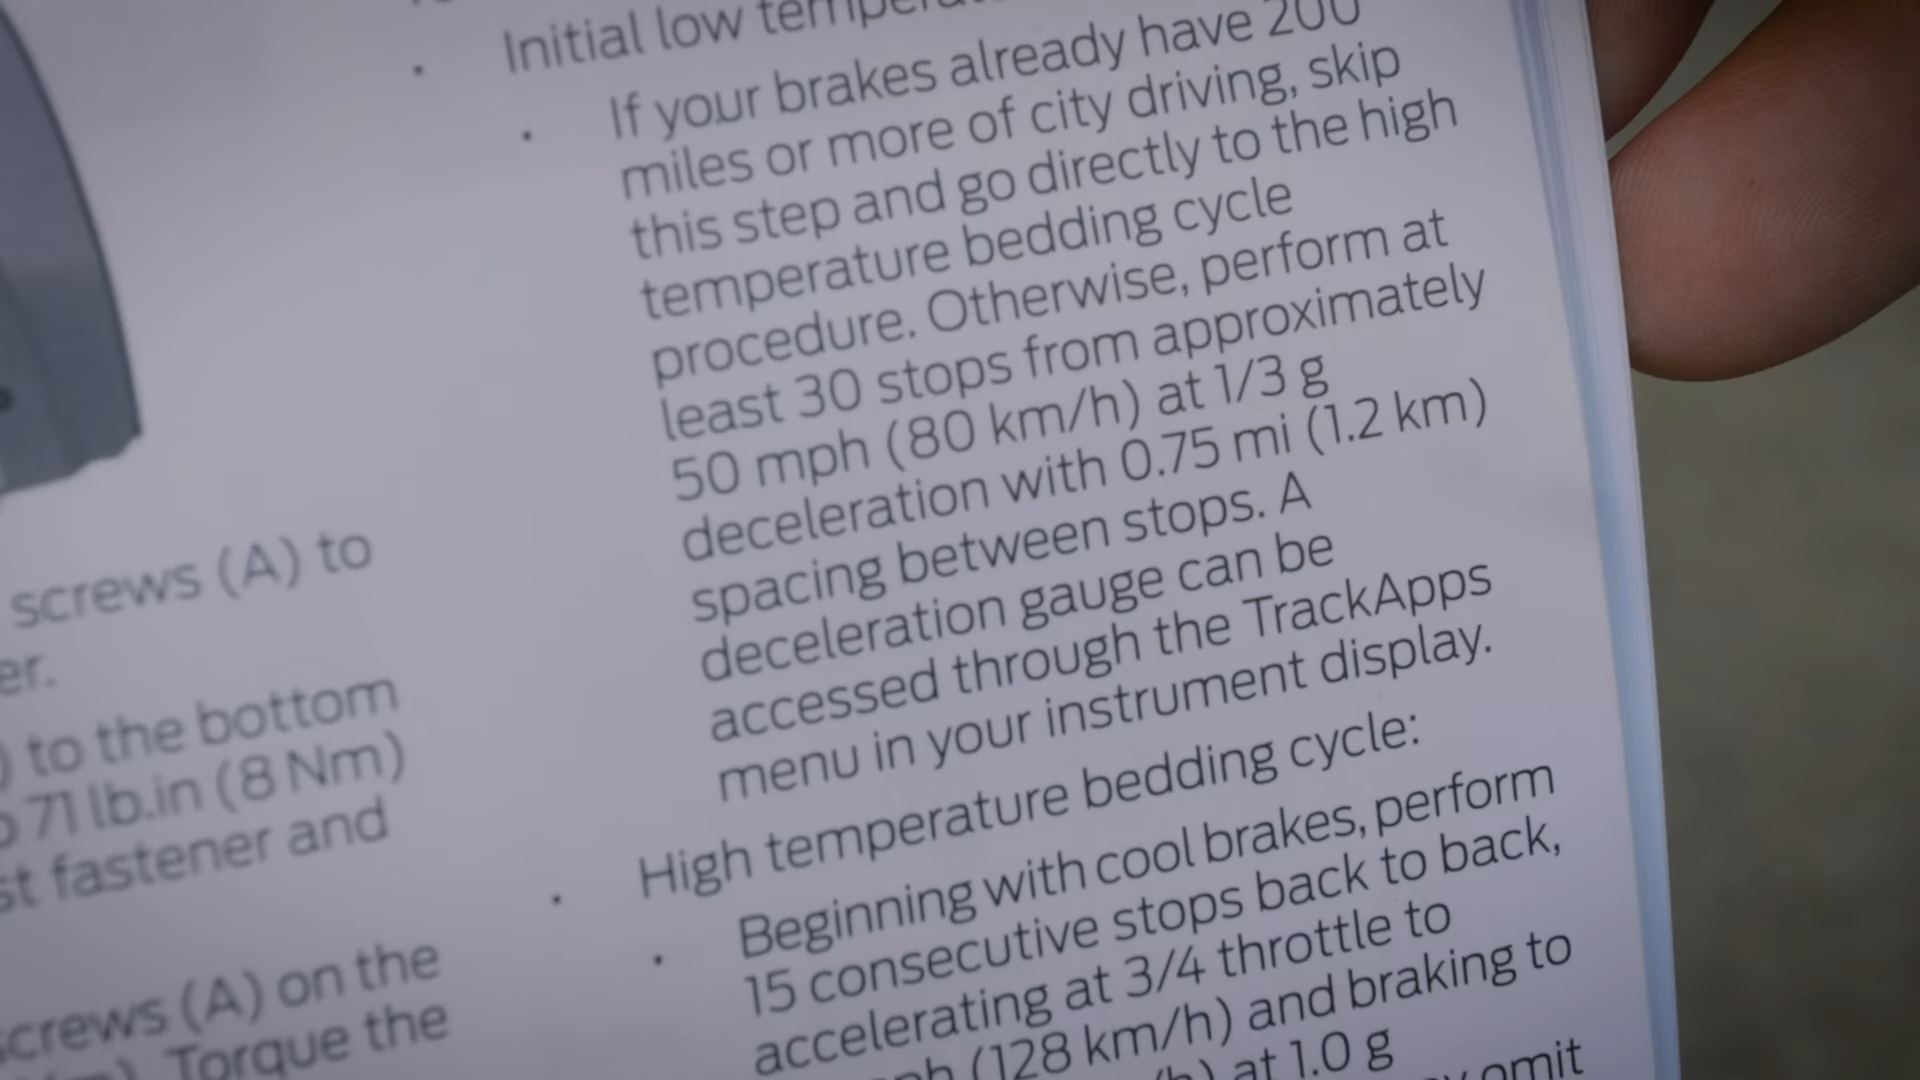 screws (A) to
er.
) to the bottom
71 lb.in (8 Nm)
st fastener and
screws (A) on the
Torque the
• Initial low
• If your brakes already have 200
miles or more of city driving, skip
this step and go directly to the high
temperature bedding cycle
procedure. Otherwise, perform at
least 30 stops from approximately
50 mph (80 km/h) at 1/3 g
deceleration with 0.75 mi (1.2 km)
spacing between stops. A
deceleration gauge can be
accessed through the TrackApps
menu in your instrument display.
• High temperature bedding cycle:
• Beginning with cool brakes, perform
15 consecutive stops back to back,
accelerating at 3/4 throttle to
(128 km/h) and braking to
at 1.0 g
omit